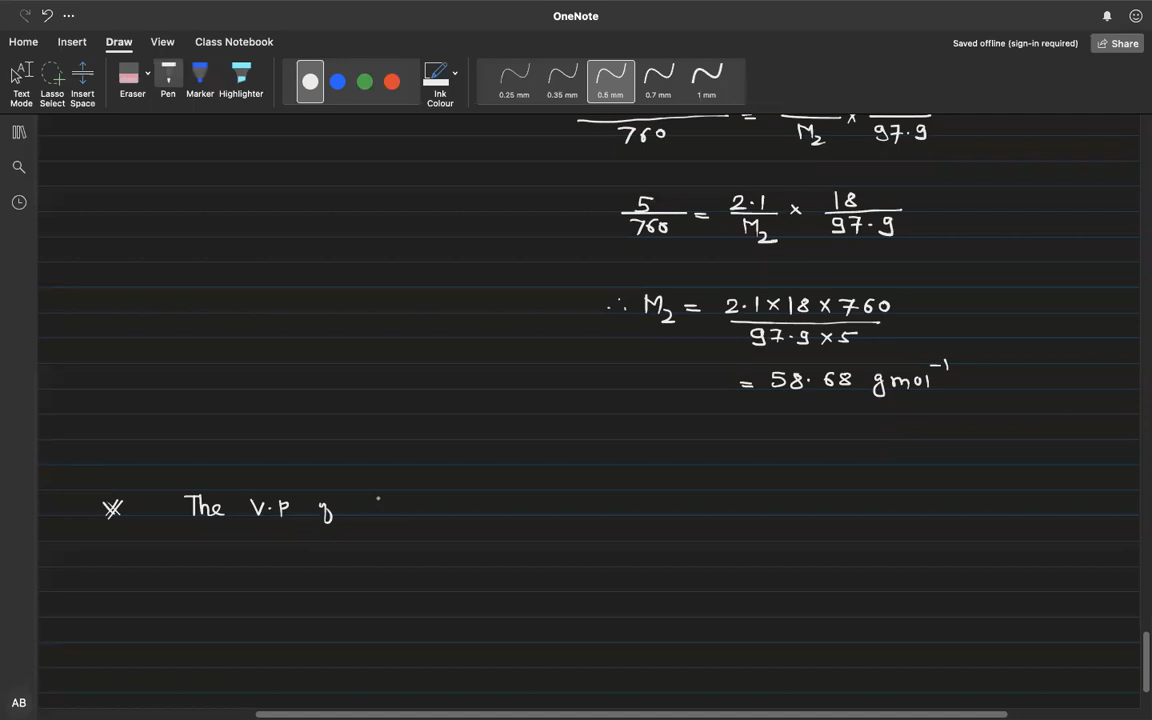 OneNote
Home Insert Draw View Class Notebook
Saved offline (sign-in required) Share
Text Mode Lasso Select Insert Space Eraser Pen Marker Highlighter Ink Colour 0.25 mm 0.35 mm 0.5 mm 0.7 mm 1 mm
/760 = /M₂ × /97.9
5/760 = 2.1/M₂ × 18/97.9
∴ M₂ = 2.1 × 18 × 760 / 97.9 × 5
= 58.68 g mol⁻¹
The V.P
AB